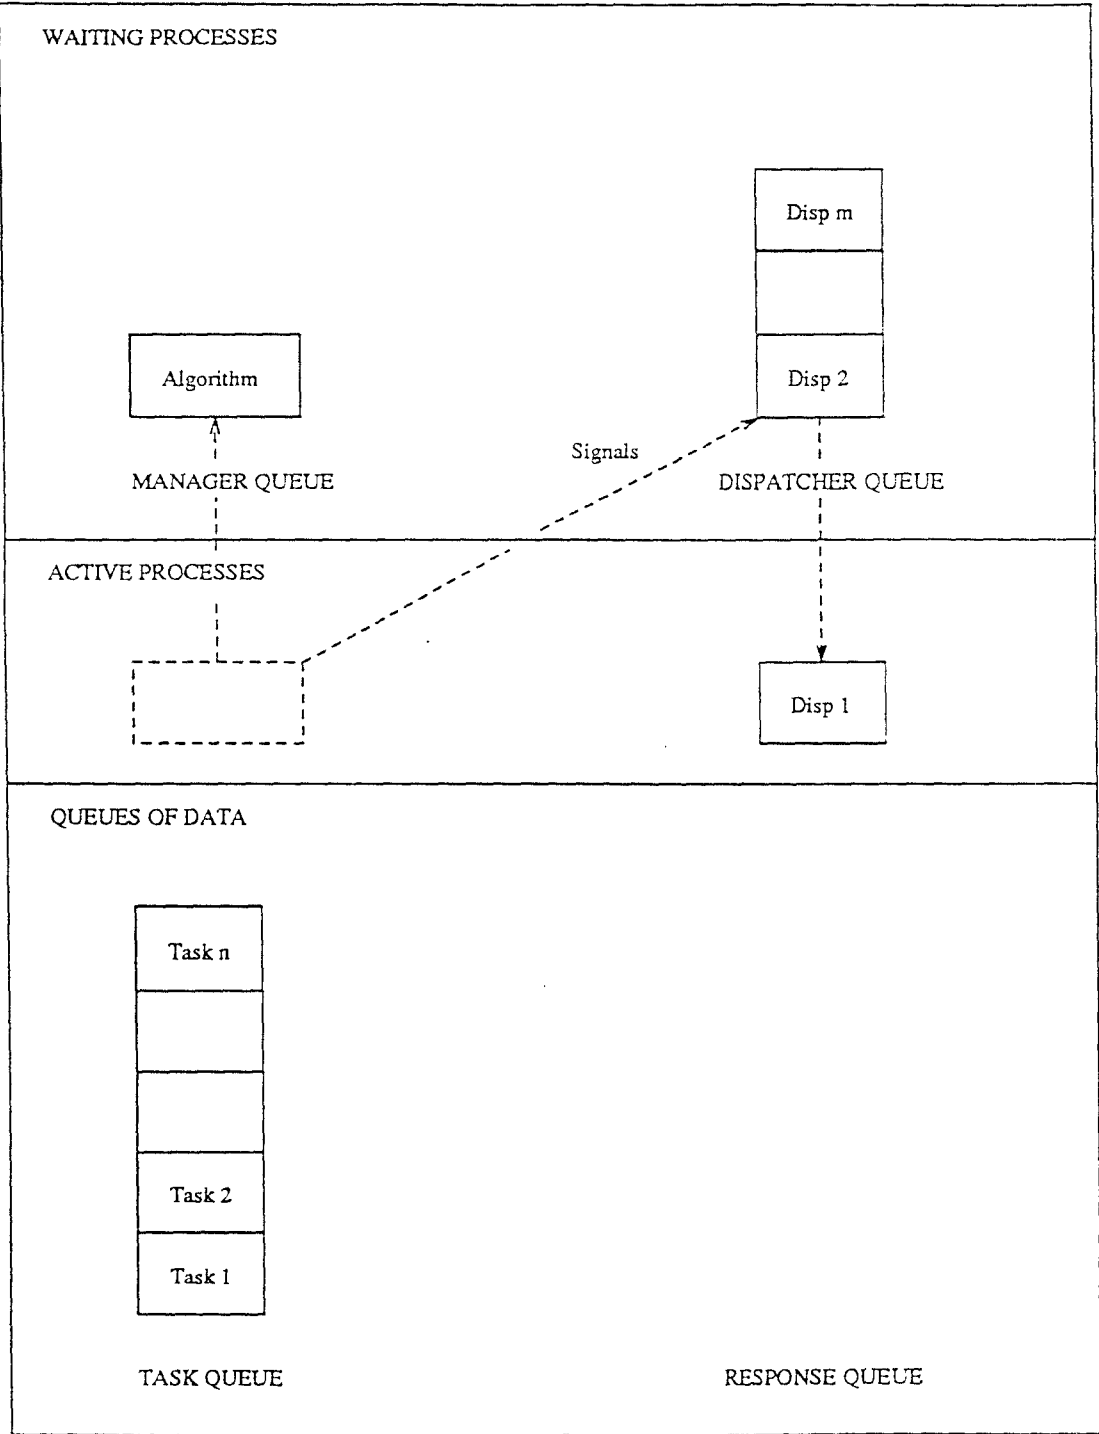 WAITING PROCESSES
Disp m
Algorithm
Disp 2
Signals
MANAGER QUEUE
DISPATCHER QUEUE
ACTIVE PROCESSES
Disp 1
QUEUES OF DATA
Task n
Task 2
Task 1
TASK QUEUE
RESPONSE QUEUE